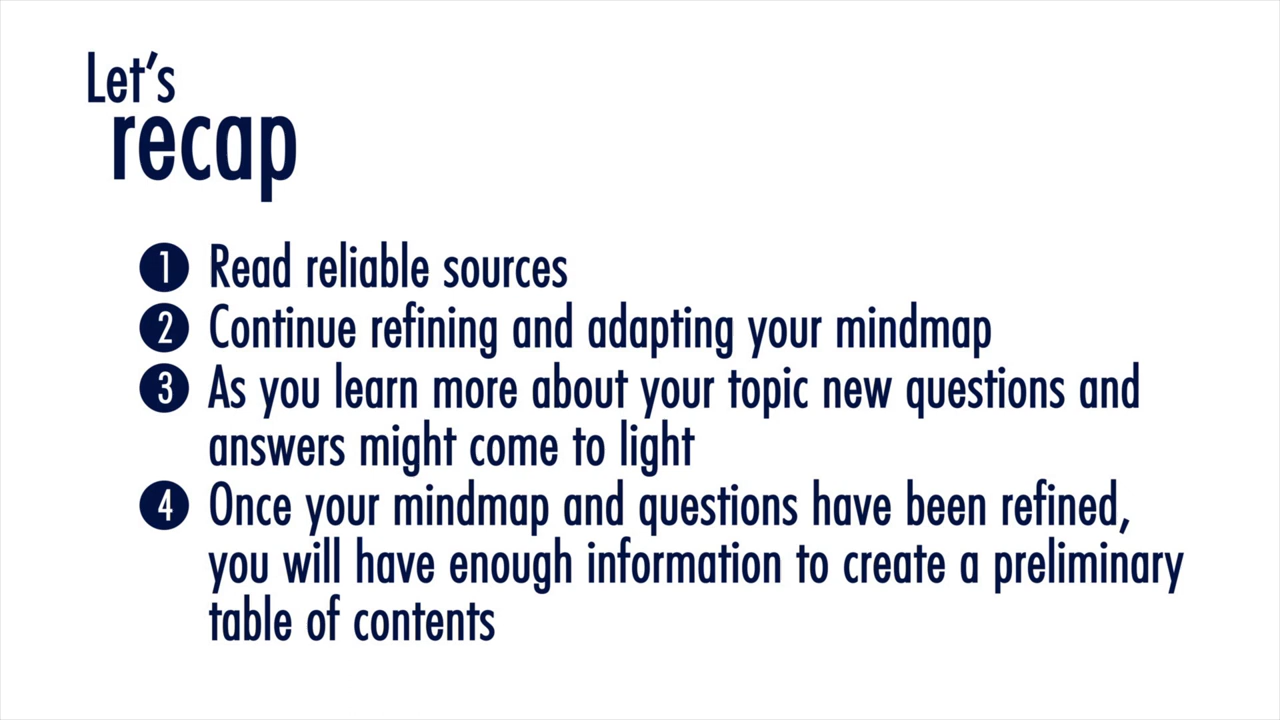 Let's
recap
1 Read reliable sources
2 Continue refining and adapting your mindmap
3 As you learn more about your topic new questions and
answers might come to light
4 Once your mindmap and questions have been refined,
you will have enough information to create a preliminary
table of contents